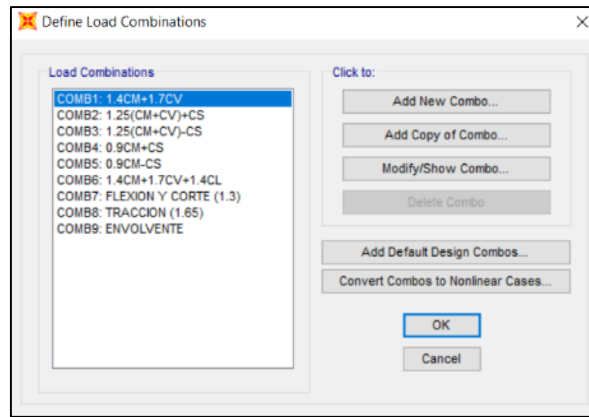 Define Load Combinations
Load Combinations
COMB1: 1.4CM+1.7CV
COMB2: 1.25(CM+CV)+CS
COMB3: 1.25(CM+CV)-CS
COMB4: 0.9CM+CS
COMB5: 0.9CM-CS
COMB6: 1.4CM+1.7CV+1.4CL
COMB7: FLEXION Y CORTE (1.3)
COMB8: TRACCION (1.65)
COMB9: ENVOLVENTE
Click to:
Add New Combo...
Add Copy of Combo...
Modify/Show Combo...
Delete Combo
Add Default Design Combos...
Convert Combos to Nonlinear Cases...
OK
Cancel